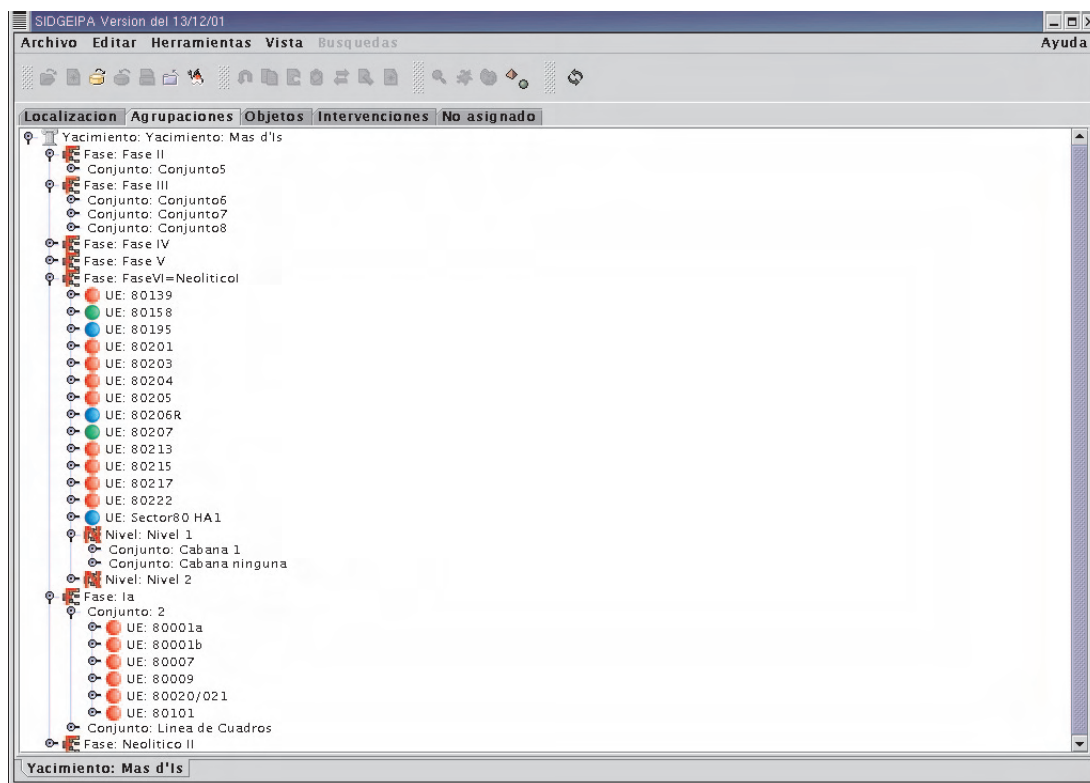 SIDGEIPA Version del 13/12/01
Archivo Editar Herramientas Vista Busquedas Ayuda
Localizacion Agrupaciones Objetos Intervenciones No asignado
Yacimiento: Yacimiento: Mas d'Is
Fase: Fase II
Conjunto: Conjunto5
Fase: Fase III
Conjunto: Conjunto6
Conjunto: Conjunto7
Conjunto: Conjunto8
Fase: Fase IV
Fase: Fase V
Fase: FaseVI=NeoliticoI
UE: 80139
UE: 80158
UE: 80195
UE: 80201
UE: 80203
UE: 80204
UE: 80205
UE: 80206R
UE: 80207
UE: 80213
UE: 80215
UE: 80217
UE: 80222
UE: Sector80 HA1
Nivel: Nivel 1
Conjunto: Cabana 1
Conjunto: Cabana ninguna
Nivel: Nivel 2
Fase: Ia
Conjunto: 2
UE: 80001a
UE: 80001b
UE: 80007
UE: 80009
UE: 80020/021
UE: 80101
Conjunto: Linea de Cuadros
Fase: Neolitico II
Yacimiento: Mas d'Is